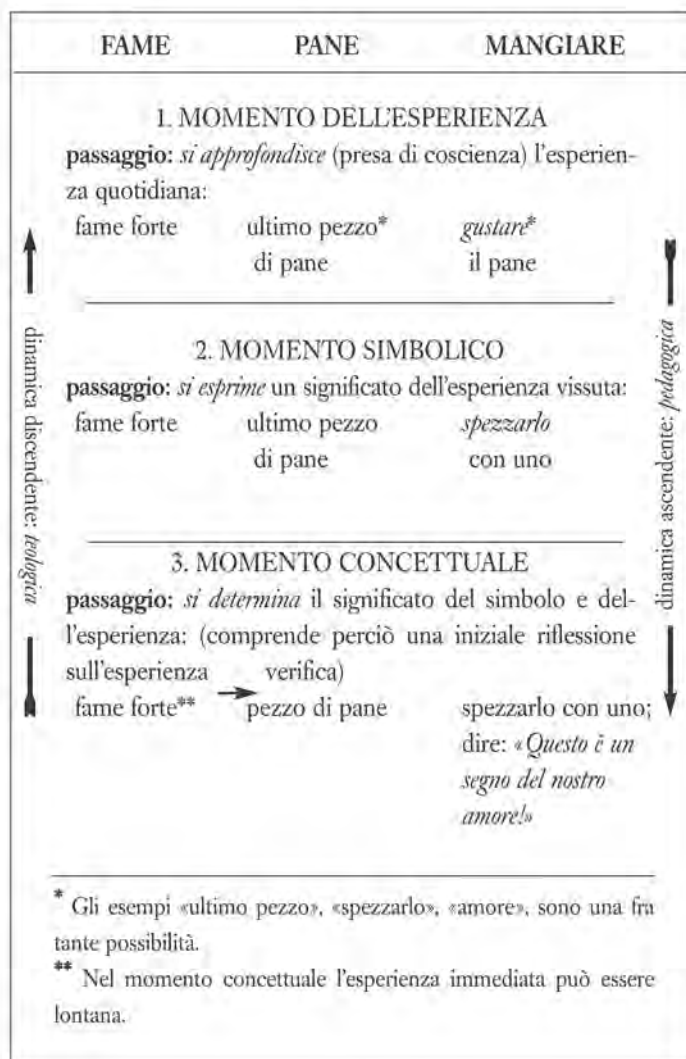 FAME PANE MANGIARE
1. MOMENTO DELL'ESPERIENZA
passaggio: si approfondisce (presa di coscienza) l'esperien-
za quotidiana:
fame forte ultimo pezzo* gustare*
di pane il pane
2. MOMENTO SIMBOLICO
passaggio: si esprime un significato dell'esperienza vissuta:
fame forte ultimo pezzo spezzarlo
di pane con uno
3. MOMENTO CONCETTUALE
passaggio: si determina il significato del simbolo e del-
l'esperienza: (comprende perciò una iniziale riflessione
sull'esperienza → verifica)
fame forte** pezzo di pane spezzarlo con uno;
dire: «Questo è un
segno del nostro
amore!»
dinamica discendente: teologica
dinamica ascendente: pedagogica
* Gli esempi «ultimo pezzo», «spezzarlo», «amore», sono una fra
tante possibilità.
** Nel momento concettuale l'esperienza immediata può essere
lontana.